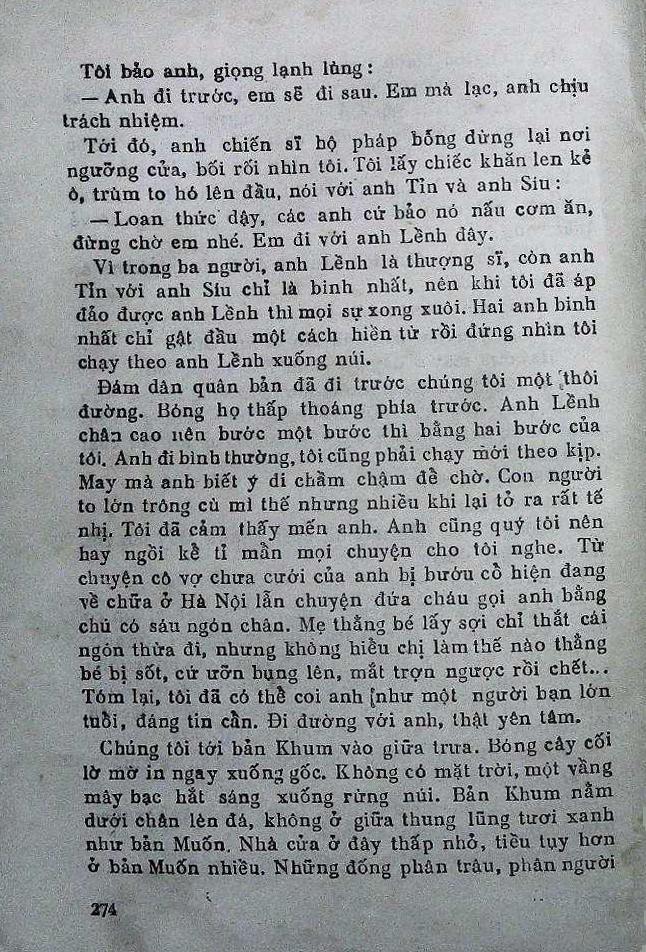 Tôi bảo anh, giọng lạnh lùng :
— Anh đi trước, em sẽ đi sau. Em mà lạc, anh chịu
trách nhiệm.
Tới đó, anh chiến sĩ hộ pháp bỗng dừng lại nơi
ngưỡng cửa, bối rối nhìn tôi. Tôi lấy chiếc khăn len kẻ
ô, trùm to hó lên đầu, nói với anh Tỉn và anh Síu :
— Loan thức dậy, các anh cứ bảo nó nấu cơm ăn,
đừng chờ em nhé. Em đi với anh Lềnh đây.
Vì trong ba người, anh Lềnh là thượng sĩ, còn anh
Tỉn với anh Síu chỉ là binh nhất, nên khi tôi đã áp
đảo được anh Lềnh thì mọi sự xong xuôi. Hai anh binh
nhất chỉ gật đầu một cách hiền từ rồi đứng nhìn tôi
chạy theo anh Lềnh xuống núi.
Đám dân quân bản đã đi trước chúng tôi một thôi
đường. Bóng họ thấp thoáng phía trước. Anh Lềnh
chân cao nên bước một bước thì bằng hai bước của
tôi. Anh đi bình thường, tôi cũng phải chạy mới theo kịp.
May mà anh biết ý đi chầm chậm để chờ. Con người
to lớn trông cù mì thế nhưng nhiều khi lại tỏ ra rất tế
nhị. Tôi đã cảm thấy mến anh. Anh cũng quý tôi nên
hay ngồi kể tỉ mẩn mọi chuyện cho tôi nghe. Từ
chuyện cô vợ chưa cưới của anh bị bướu cổ hiện đang
về chữa ở Hà Nội lẫn chuyện đứa cháu gọi anh bằng
chú có sáu ngón chân. Mẹ thằng bé lấy sợi chỉ thắt cái
ngón thừa đi, nhưng không hiểu chị làm thế nào thằng
bé bị sốt, cứ ưỡn bụng lên, mắt trợn ngược rồi chết...
Tóm lại, tôi đã có thể coi anh như một người bạn lớn
tuổi, đáng tin cẩn. Đi đường với anh, thật yên tâm.
Chúng tôi tới bản Khum vào giữa trưa. Bóng cây cối
lờ mờ in ngay xuống gốc. Không có mặt trời, một vầng
mây bạc hắt sáng xuống rừng núi. Bản Khum nằm
dưới chân lèn đá, không ở giữa thung lũng tươi xanh
như bản Muốn. Nhà cửa ở đây thấp nhỏ, tiều tụy hơn
ở bản Muốn nhiều. Những đống phân trâu, phân người
274